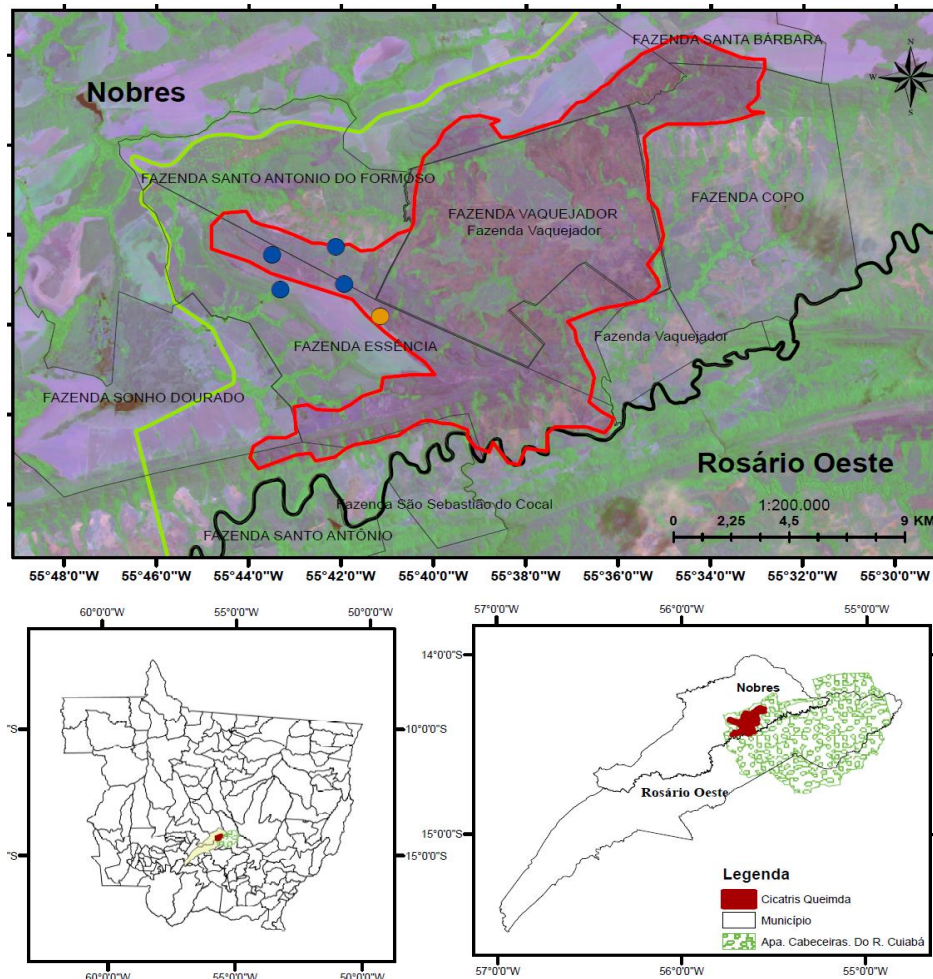 FAZENDA SANTA BÁRBARA
Nobres
W
S
FAZENDA SANTO ANTONIO DO FORMOSO
FAZENDA VAQUEJADOR
Fazenda Vaquejador
FAZENDA COPO
FAZENDA ESSÊNCIA
Fazenda Vaquejador
FAZENDA SONHO DOURADO
Rosário Oeste
Fazenda São Sebastião do Cocal
FAZENDA SANTO ANTÔNIO
1:200.000
0 2,25 4,5 9 KM
55°48'0"W 55°46'0"W 55°44'0"W 55°42'0"W 55°40'0"W 55°38'0"W 55°36'0"W 55°34'0"W 55°32'0"W 55°30'0"W
60°0'0"W 55°0'0"W 50°0'0"W
"S
10°0'0"S
"S
15°0'0"S
60°0'0"W 55°0'0"W 50°0'0"W
57°0'0"W 56°0'0"W 55°0'0"W
14°0'0"S
15°0'0"S
Nobres
Rosário Oeste
Legenda
Cicatris Queimda
Município
Apa. Cabeceiras. Do R. Cuiabá
57°0'0"W 56°0'0"W 55°0'0"W